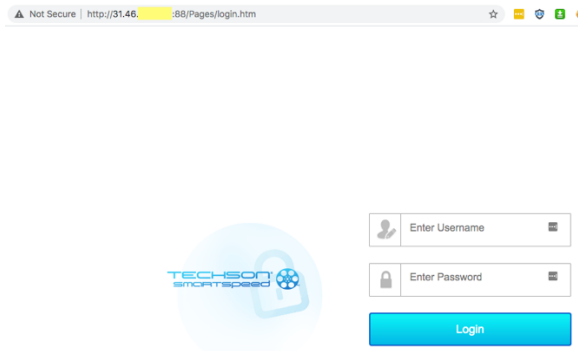 Not Secure | http://31.46. :88/Pages/login.htm
Enter Username
TECHSON
SMARTSPEED
Enter Password
Login